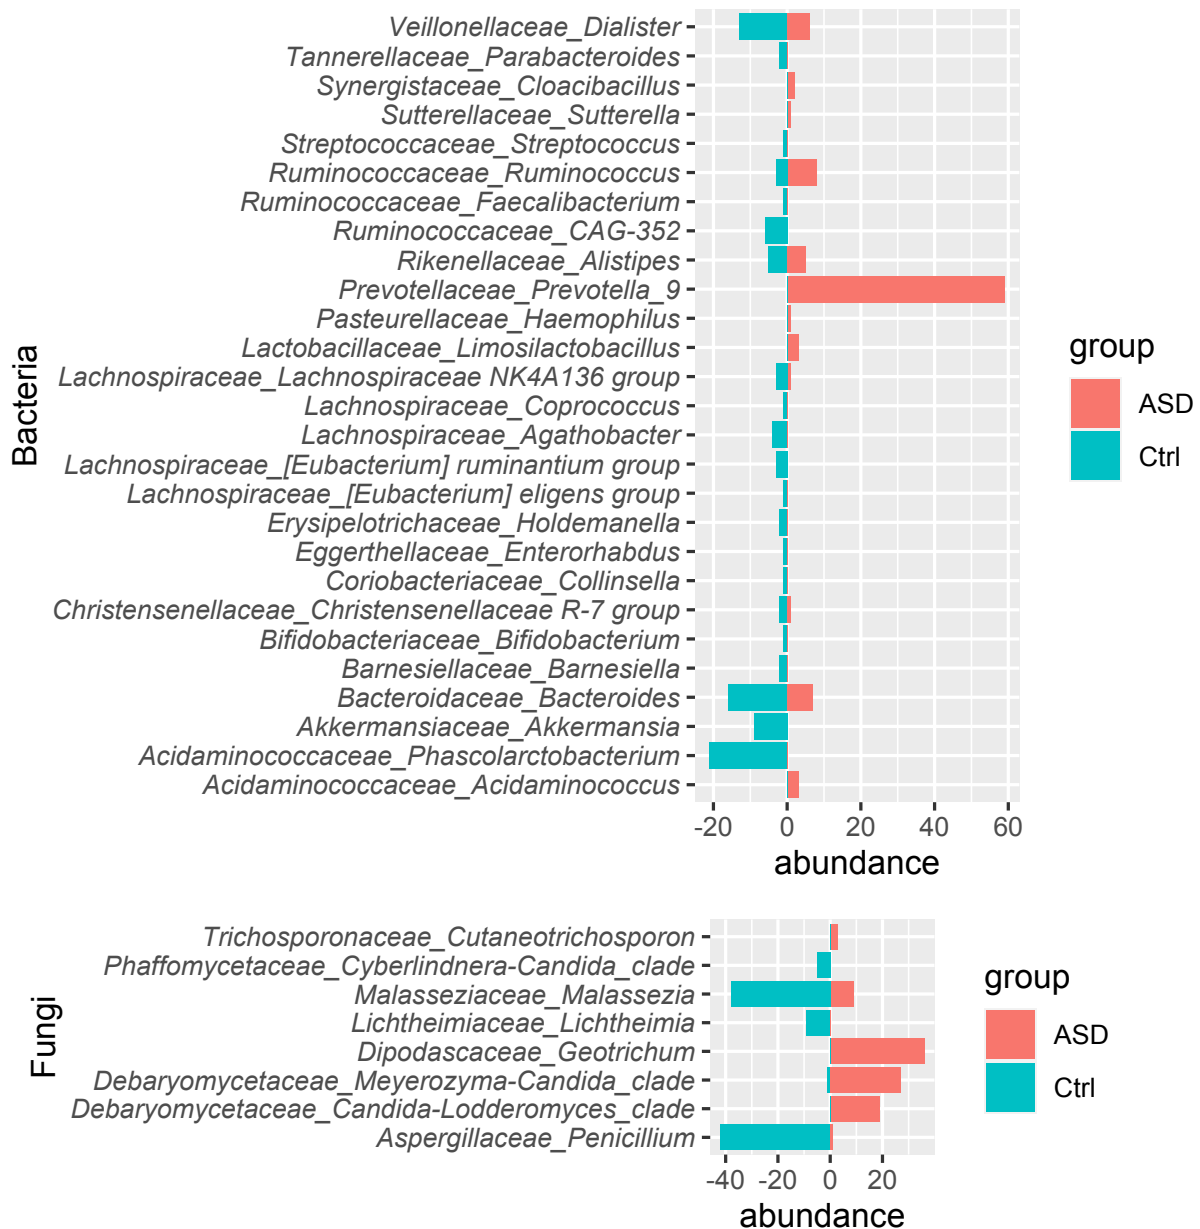 Bacteria
Veillonellaceae_Dialister
Tannerellaceae_Parabacteroides
Synergistaceae_Cloacibacillus
Sutterellaceae_Sutterella
Streptococcaceae_Streptococcus
Ruminococcaceae_Ruminococcus
Ruminococcaceae_Faecalibacterium
Ruminococcaceae_CAG-352
Rikenellaceae_Alistipes
Prevotellaceae_Prevotella_9
Pasteurellaceae_Haemophilus
Lactobacillaceae_Limosilactobacillus
Lachnospiraceae_Lachnospiraceae NK4A136 group
Lachnospiraceae_Coprococcus
Lachnospiraceae_Agathobacter
Lachnospiraceae_[Eubacterium] ruminantium group
Lachnospiraceae_[Eubacterium] eligens group
Erysipelotrichaceae_Holdemanella
Eggerthellaceae_Enterorhabdus
Coriobacteriaceae_Collinsella
Christensenellaceae_Christensenellaceae R-7 group
Bifidobacteriaceae_Bifidobacterium
Barnesiellaceae_Barnesiella
Bacteroidaceae_Bacteroides
Akkermansiaceae_Akkermansia
Acidaminococcaceae_Phascolarctobacterium
Acidaminococcaceae_Acidaminococcus
-20 0 20 40 60
abundance
group
ASD
Ctrl
Fungi
Trichosporonaceae_Cutaneotrichosporon
Phaffomycetaceae_Cyberlindnera-Candida_clade
Malasseziaceae_Malassezia
Lichtheimiaceae_Lichtheimia
Dipodascaceae_Geotrichum
Debaryomycetaceae_Meyerozyma-Candida_clade
Debaryomycetaceae_Candida-Lodderomyces_clade
Aspergillaceae_Penicillium
-40 -20 0 20
abundance
group
ASD
Ctrl